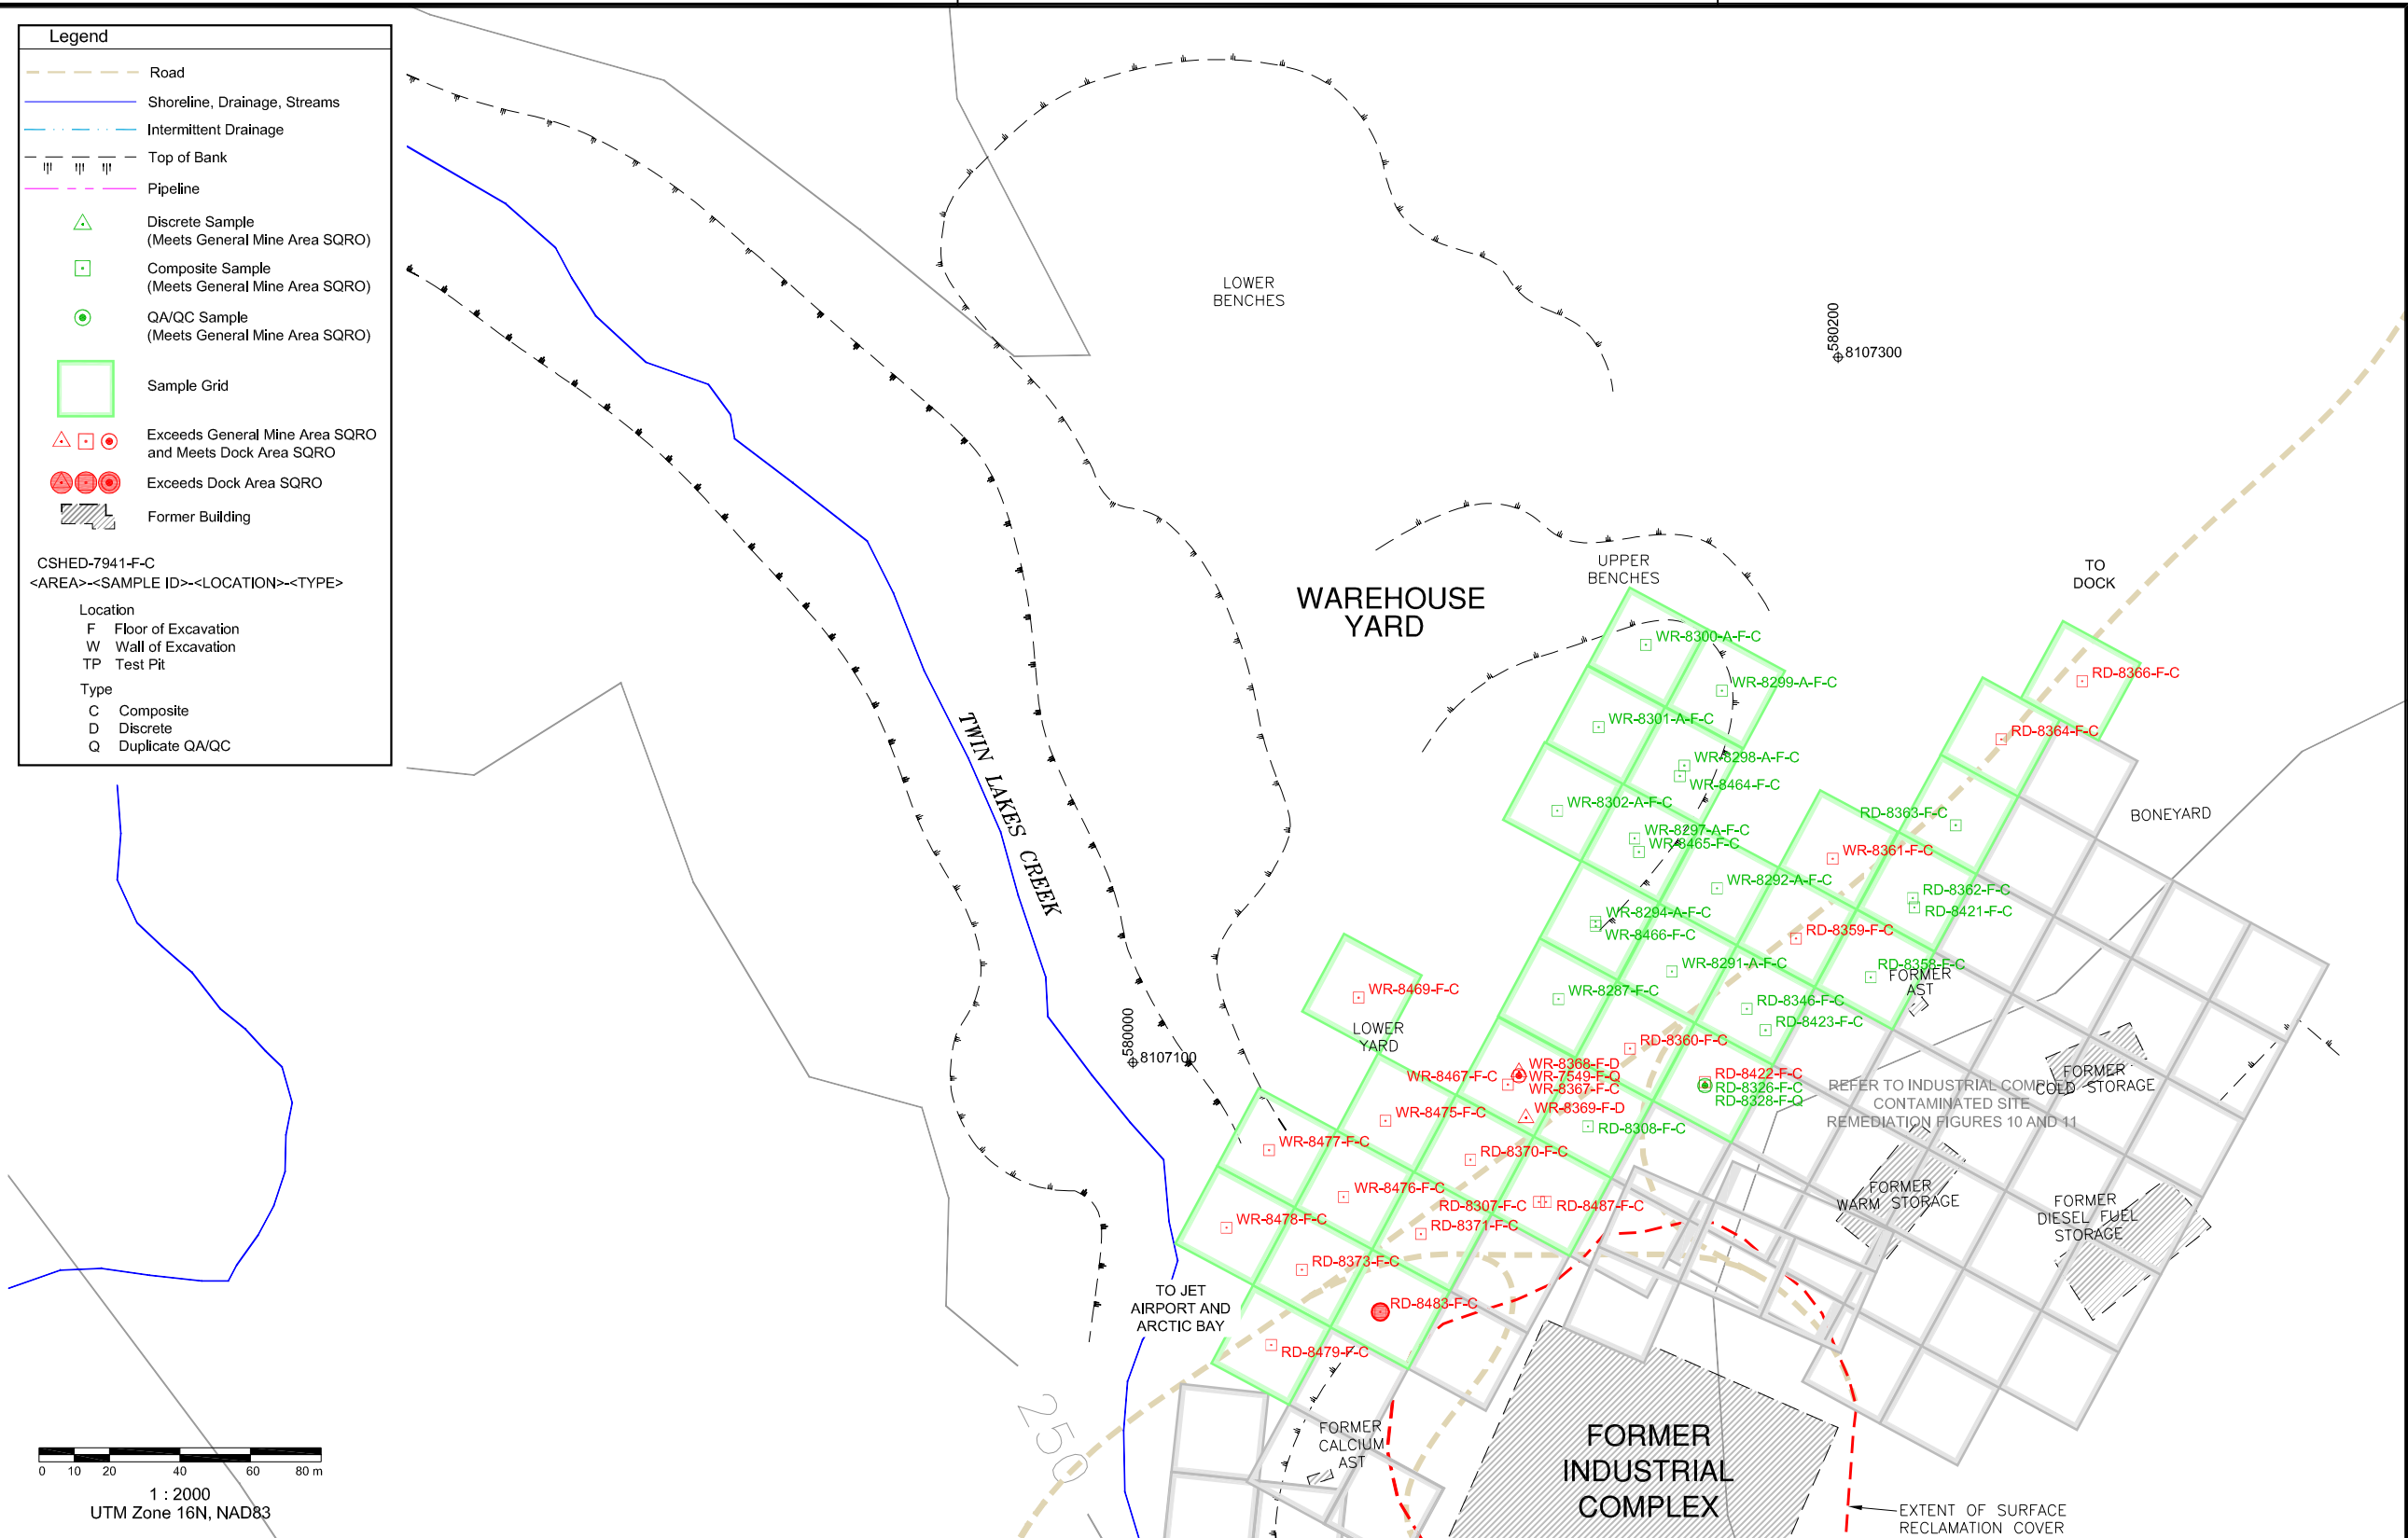 Legend
Road
Shoreline, Drainage, Streams
Intermittent Drainage
Top of Bank
Pipeline
Discrete Sample
(Meets General Mine Area SQRO)
Composite Sample
(Meets General Mine Area SQRO)
QA/QC Sample
(Meets General Mine Area SQRO)
Sample Grid
Exceeds General Mine Area SQRO
and Meets Dock Area SQRO
Exceeds Dock Area SQRO
Former Building
CSHED-7941-F-C
<AREA>-<SAMPLE ID>-<LOCATION>-<TYPE>
Location
F Floor of Excavation
W Wall of Excavation
TP Test Pit
Type
C Composite
D Discrete
Q Duplicate QA/QC
LOWER
BENCHES
580200
8107300
UPPER
BENCHES
TO
DOCK
WAREHOUSE
YARD
WR-8300-A-F-C
RD-8366-F-C
WR-8299-A-F-C
WR-8301-A-F-C
RD-8364-F-C
WR-8298-A-F-C
WR-8464-F-C
WR-8302-A-F-C
RD-8363-F-C
BONEYARD
WR-8297-A-F-C
WR-8465-F-C
WR-8361-F-C
TWIN LAKES CREEK
WR-8292-A-F-C
RD-8362-F-C
RD-8421-F-C
WR-8294-A-F-C
WR-8466-F-C
RD-8359-F-C
WR-8291-A-F-C
RD-8358-F-C
FORMER
AST
WR-8469-F-C
WR-8287-F-C
RD-8346-F-C
RD-8423-F-C
LOWER
YARD
580000
8107100
RD-8360-F-C
WR-8368-F-D
WR-7549-F-Q
WR-8367-F-C
WR-8467-F-C
RD-8422-F-C
RD-8326-F-C
RD-8328-F-Q
FORMER
COLD STORAGE
REFER TO INDUSTRIAL COMPL
CONTAMINATED SITE
REMEDIATION FIGURES 10 AND 11
WR-8369-F-D
WR-8475-F-C
RD-8308-F-C
WR-8477-F-C
RD-8370-F-C
WR-8476-F-C
RD-8307-F-C
RD-8487-F-C
FORMER
WARM STORAGE
FORMER
DIESEL FUEL
STORAGE
WR-8478-F-C
RD-8371-F-C
RD-8373-F-C
TO JET
AIRPORT AND
ARCTIC BAY
RD-8483-F-C
RD-8479-F-C
250
FORMER
CALCIUM
AST
FORMER
INDUSTRIAL
COMPLEX
0 10 20 40 60 80 m
1 : 2000
UTM Zone 16N, NAD83
EXTENT OF SURFACE
RECLAMATION COVER